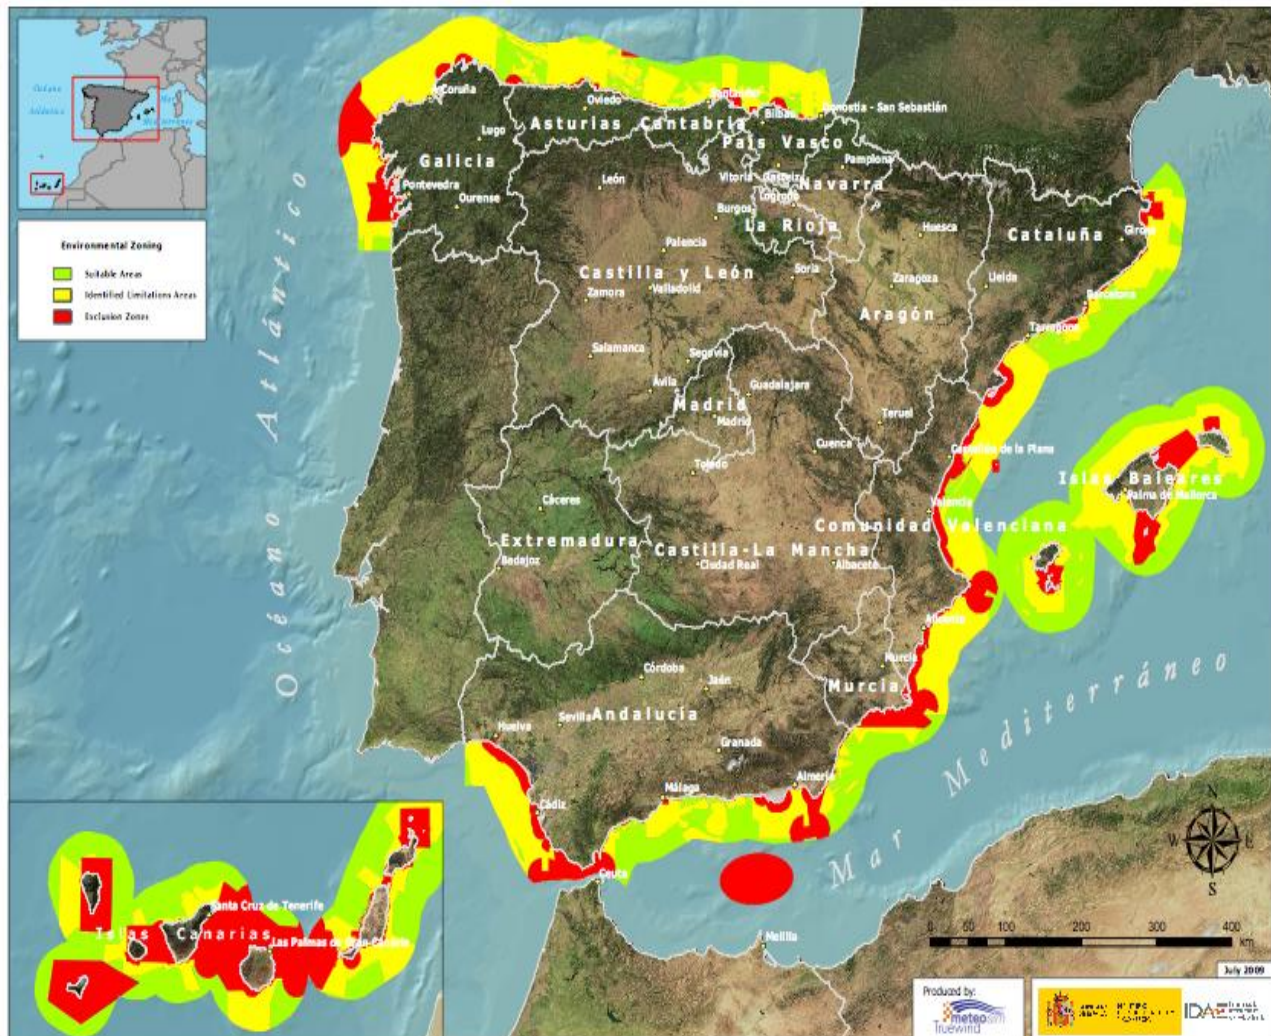 Océano
Atlántico
Environmental Zoning
Suitable Areas
Identified Limitations Areas
Exclusion Zones
Océano Atlántico
A Coruña
Lugo
Galicia
Pontevedra
Ourense
Oviedo
Asturias
Santander
Cantabria
Bilbao
Donostia - San Sebastián
País Vasco
Vitoria - Gasteiz
Pamplona
Navarra
Logroño
La Rioja
León
Burgos
Palencia
Castilla y León
Valladolid
Zamora
Soria
Salamanca
Segovia
Ávila
Huesca
Zaragoza
Aragón
Teruel
Lleida
Cataluña
Girona
Barcelona
Tarragona
Guadalajara
Madrid
Madrid
Cuenca
Toledo
Castellón de la Plana
Valencia
Comunidad Valenciana
Islas Baleares
Palma de Mallorca
Cáceres
Extremadura
Badajoz
Castilla-La Mancha
Ciudad Real
Albacete
Alicante
Murcia
Murcia
Córdoba
Jaén
Andalucía
Huelva
Sevilla
Granada
Almería
Málaga
Cádiz
Ceuta
Melilla
Mar Mediterráneo
Santa Cruz de Tenerife
Islas Canarias
Las Palmas de Gran Canaria
N
W E
S
0 100 200 300 400
km
July 2009
Produced by:
meteosim
Truewind
IDAE